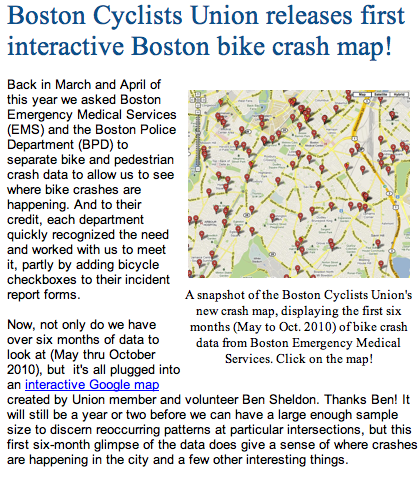 Boston Cyclists Union releases first
interactive Boston bike crash map!
Back in March and April of
this year we asked Boston
Emergency Medical Services
(EMS) and the Boston Police
Department (BPD) to
separate bike and pedestrian
crash data to allow us to see
where bike crashes are
happening. And to their
credit, each department
quickly recognized the need
and worked with us to meet
it, partly by adding bicycle
checkboxes to their incident
report forms.
A snapshot of the Boston Cyclists Union's
new crash map, displaying the first six
months (May to Oct. 2010) of bike crash
data from Boston Emergency Medical
Services. Click on the map!
Now, not only do we have
over six months of data to
look at (May thru October
2010), but it's all plugged into
an interactive Google map
created by Union member and volunteer Ben Sheldon. Thanks Ben! It
will still be a year or two before we can have a large enough sample
size to discern reoccuring patterns at particular intersections, but this
first six-month glimpse of the data does give a sense of where crashes
are happening in the city and a few other interesting things.